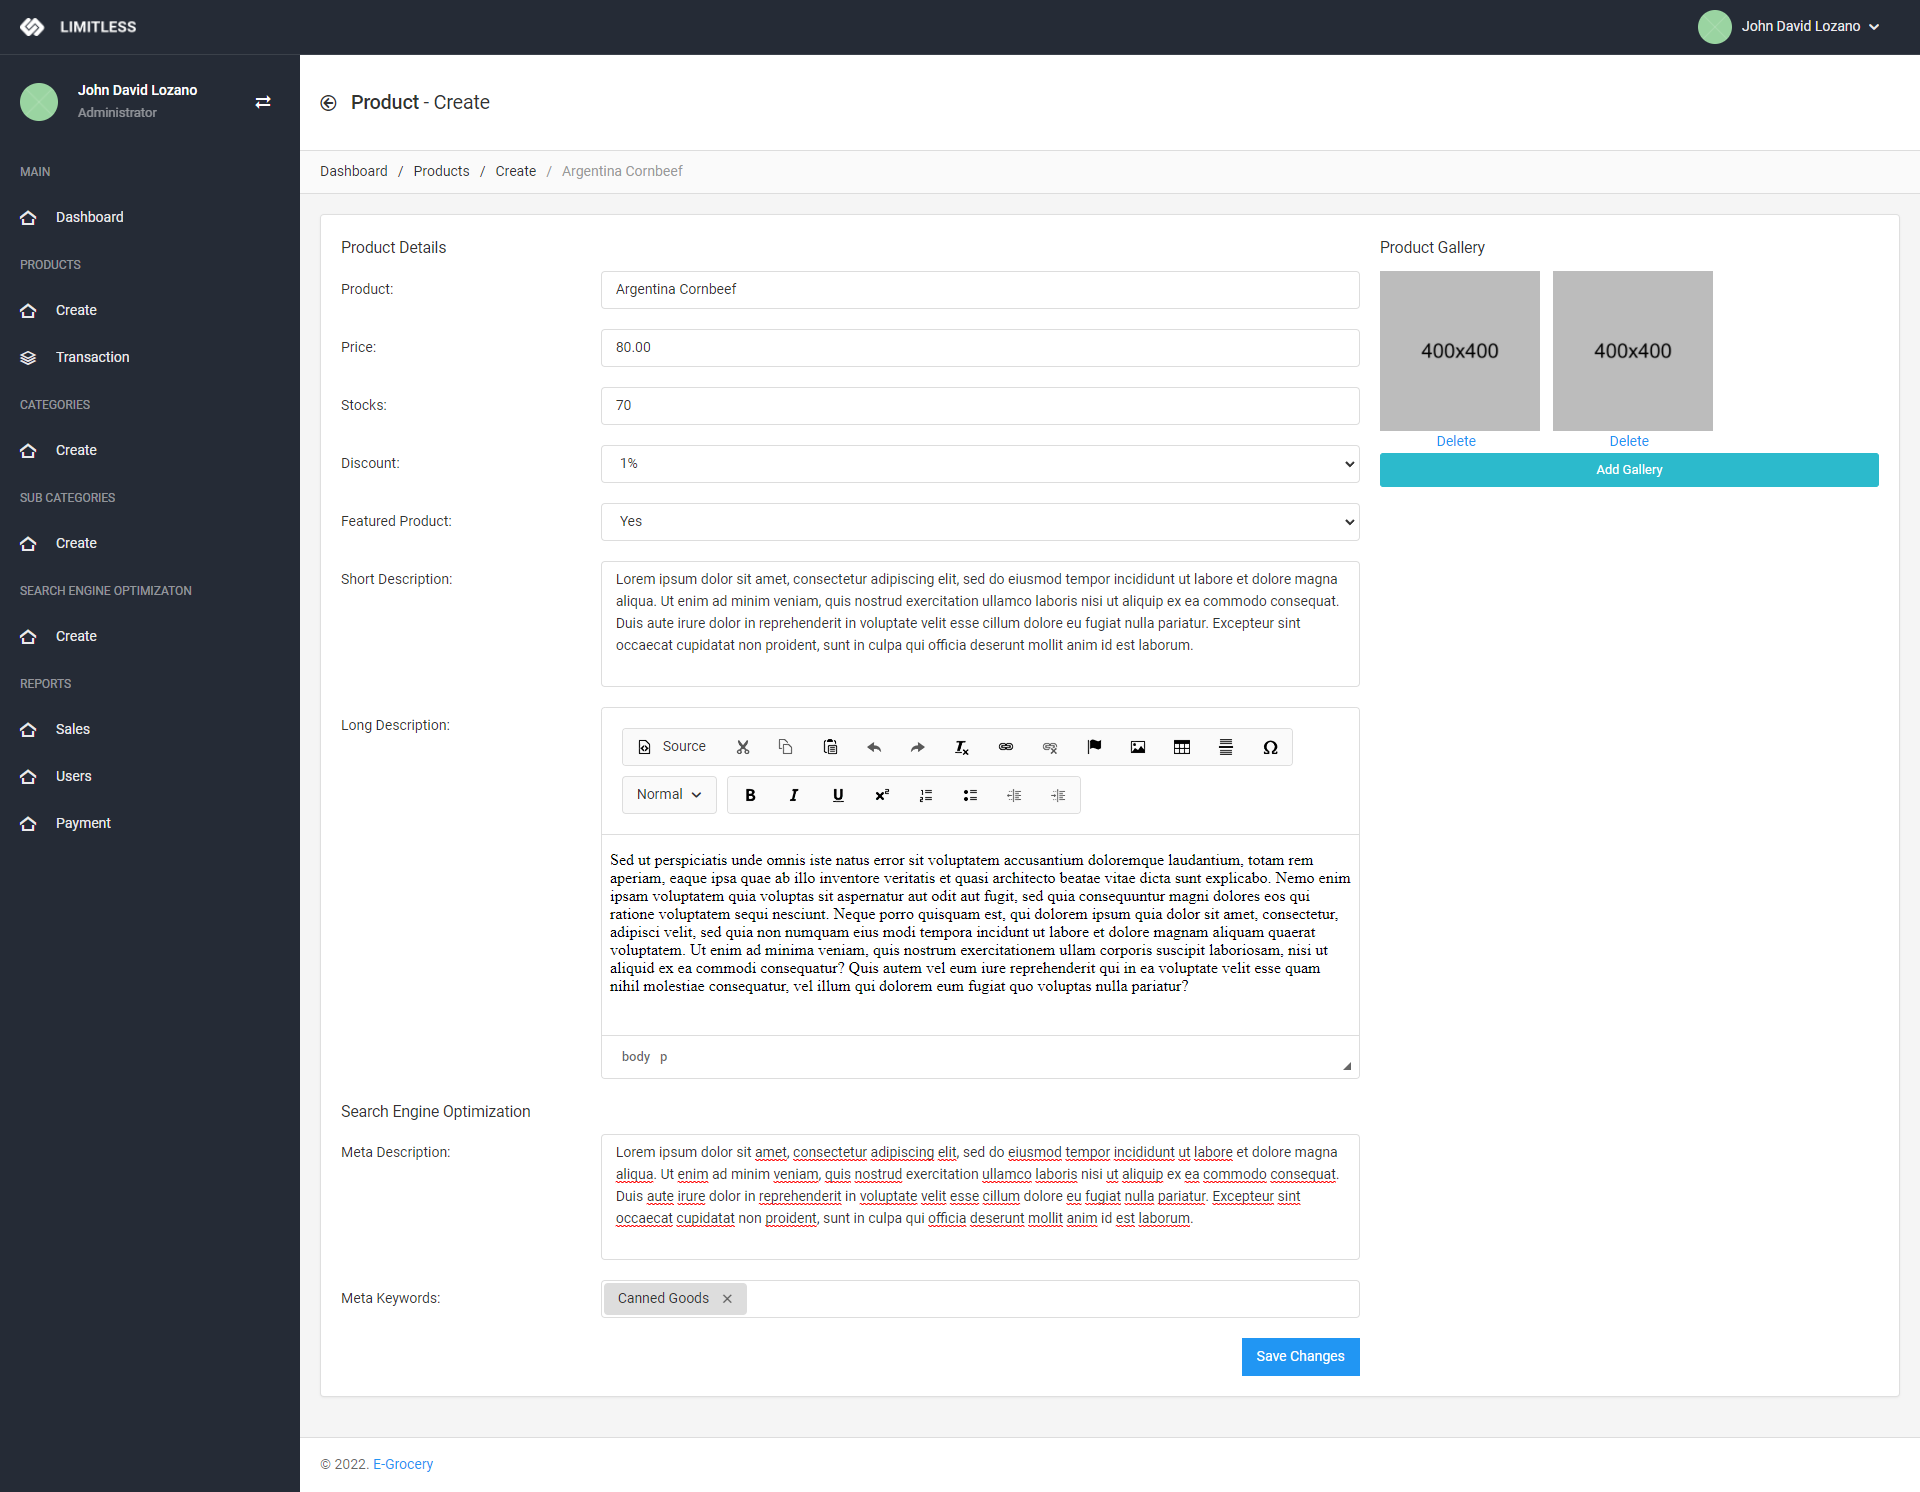 LIMITLESS
John David Lozano
John David Lozano
Administrator
MAIN
Dashboard
PRODUCTS
Create
Transaction
CATEGORIES
Create
SUB CATEGORIES
Create
SEARCH ENGINE OPTIMIZATON
Create
REPORTS
Sales
Users
Payment
Product - Create
Dashboard / Products / Create / Argentina Cornbeef
Product Details
Product: Argentina Cornbeef
Price: 80.00
Stocks: 70
Discount: 1%
Featured Product: Yes
Short Description:
Lorem ipsum dolor sit amet, consectetur adipiscing elit, sed do eiusmod tempor incididunt ut labore et dolore magna
aliqua. Ut enim ad minim veniam, quis nostrud exercitation ullamco laboris nisi ut aliquip ex ea commodo consequat.
Duis aute irure dolor in reprehenderit in voluptate velit esse cillum dolore eu fugiat nulla pariatur. Excepteur sint
occaecat cupidatat non proident, sunt in culpa qui officia deserunt mollit anim id est laborum.
Long Description:
Source
Normal
Sed ut perspiciatis unde omnis iste natus error sit voluptatem accusantium doloremque laudantium, totam rem
aperiam, eaque ipsa quae ab illo inventore veritatis et quasi architecto beatae vitae dicta sunt explicabo. Nemo enim
ipsam voluptatem quia voluptas sit aspernatur aut odit aut fugit, sed quia consequuntur magni dolores eos qui
ratione voluptatem sequi nesciunt. Neque porro quisquam est, qui dolorem ipsum quia dolor sit amet, consectetur,
adipisci velit, sed quia non numquam eius modi tempora incidunt ut labore et dolore magnam aliquam quaerat
voluptatem. Ut enim ad minima veniam, quis nostrum exercitationem ullam corporis suscipit laboriosam, nisi ut
aliquid ex ea commodi consequatur? Quis autem vel eum iure reprehenderit qui in ea voluptate velit esse quam
nihil molestiae consequatur, vel illum qui dolorem eum fugiat quo voluptas nulla pariatur?
body p
Search Engine Optimization
Meta Description:
Lorem ipsum dolor sit amet, consectetur adipiscing elit, sed do eiusmod tempor incididunt ut labore et dolore magna
aliqua. Ut enim ad minim veniam, quis nostrud exercitation ullamco laboris nisi ut aliquip ex ea commodo consequat.
Duis aute irure dolor in reprehenderit in voluptate velit esse cillum dolore eu fugiat nulla pariatur. Excepteur sint
occaecat cupidatat non proident, sunt in culpa qui officia deserunt mollit anim id est laborum.
Meta Keywords: Canned Goods
Save Changes
Product Gallery
400x400 400x400
Delete Delete
Add Gallery
© 2022. E-Grocery